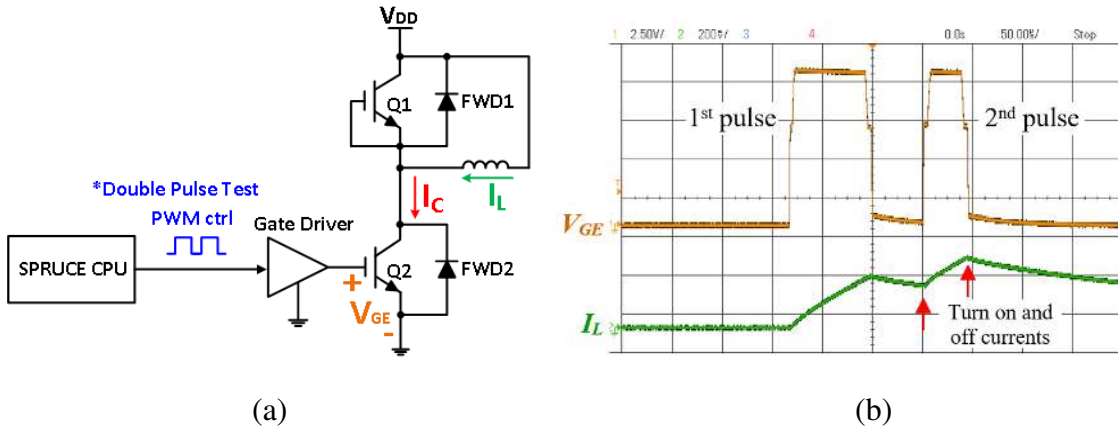 VDD
Q1
FWD1
*Double Pulse Test
PWM ctrl
IC
IL
Gate Driver
SPRUCE CPU
+
VGE
-
Q2
FWD2
(a)
1 2.50V/ 2 200 3 4 0.0s 50.00 Stop
1st pulse
2nd pulse
VGE
IL
Turn on and
off currents
(b)